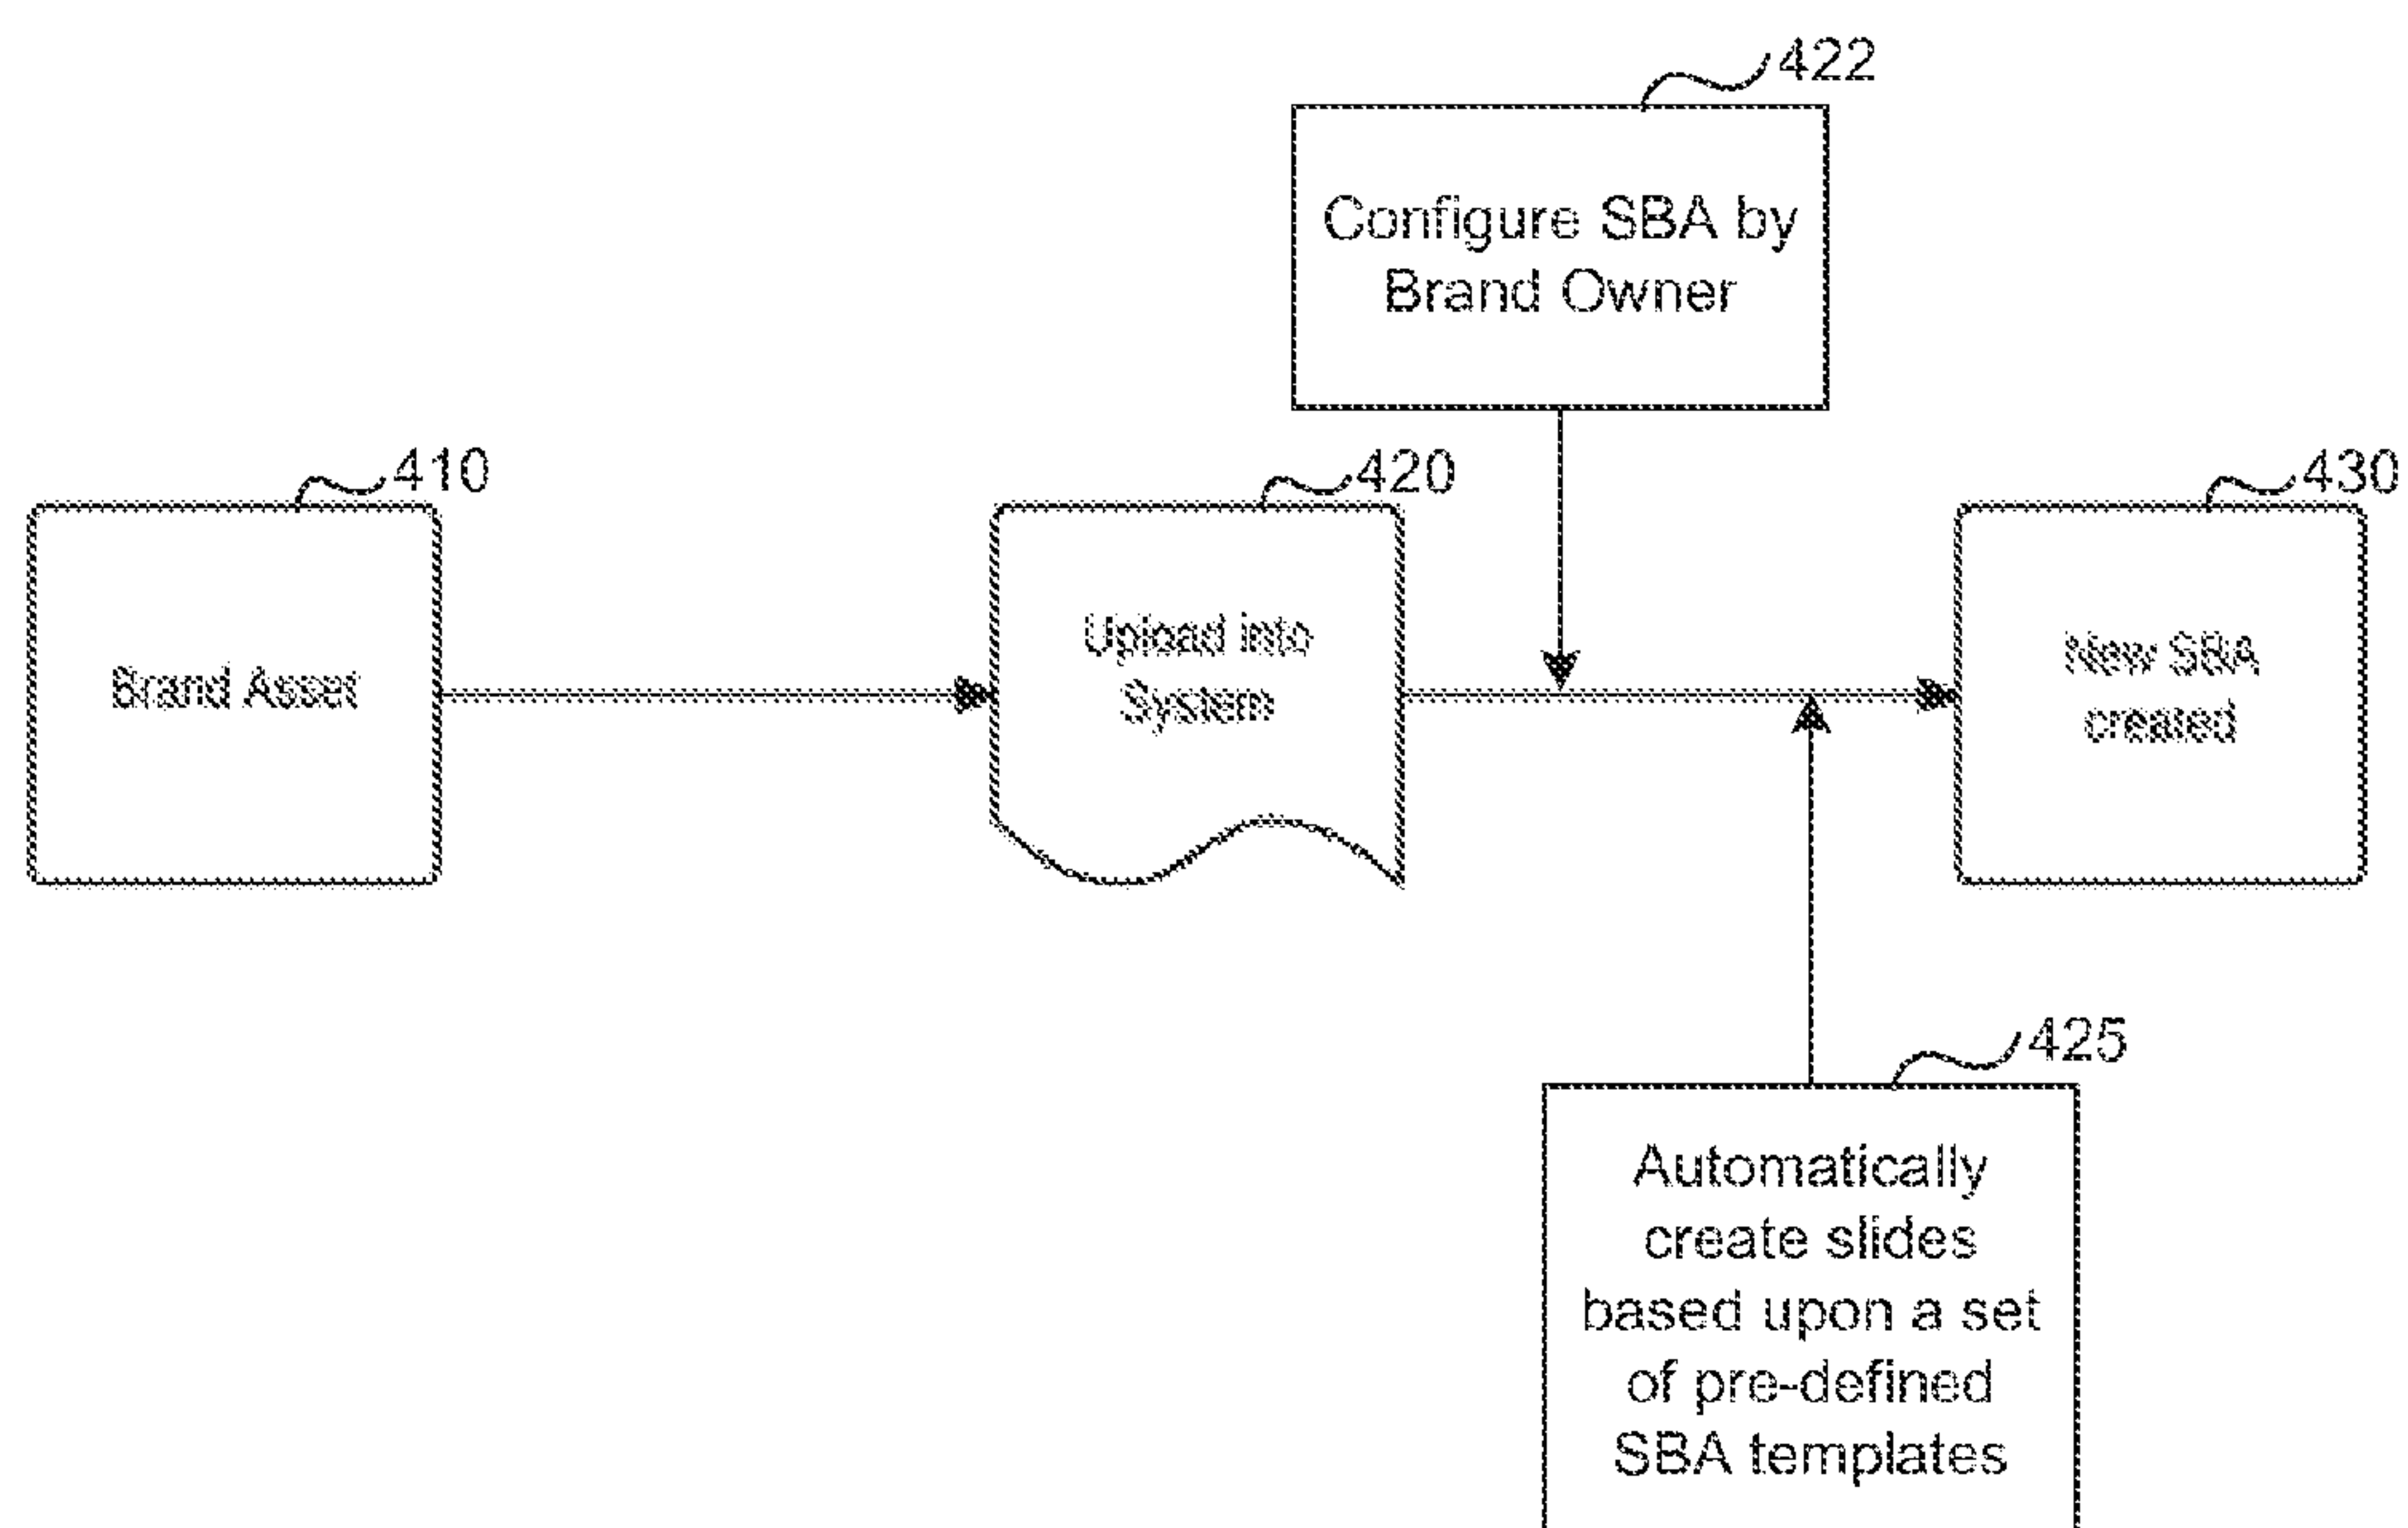 422
Configure SBA by
Brand Owner
410
420
430
Brand Asset
Upload into
System
New SBA
created
425
Automatically
create slides
based upon a set
of pre-defined
SBA templates